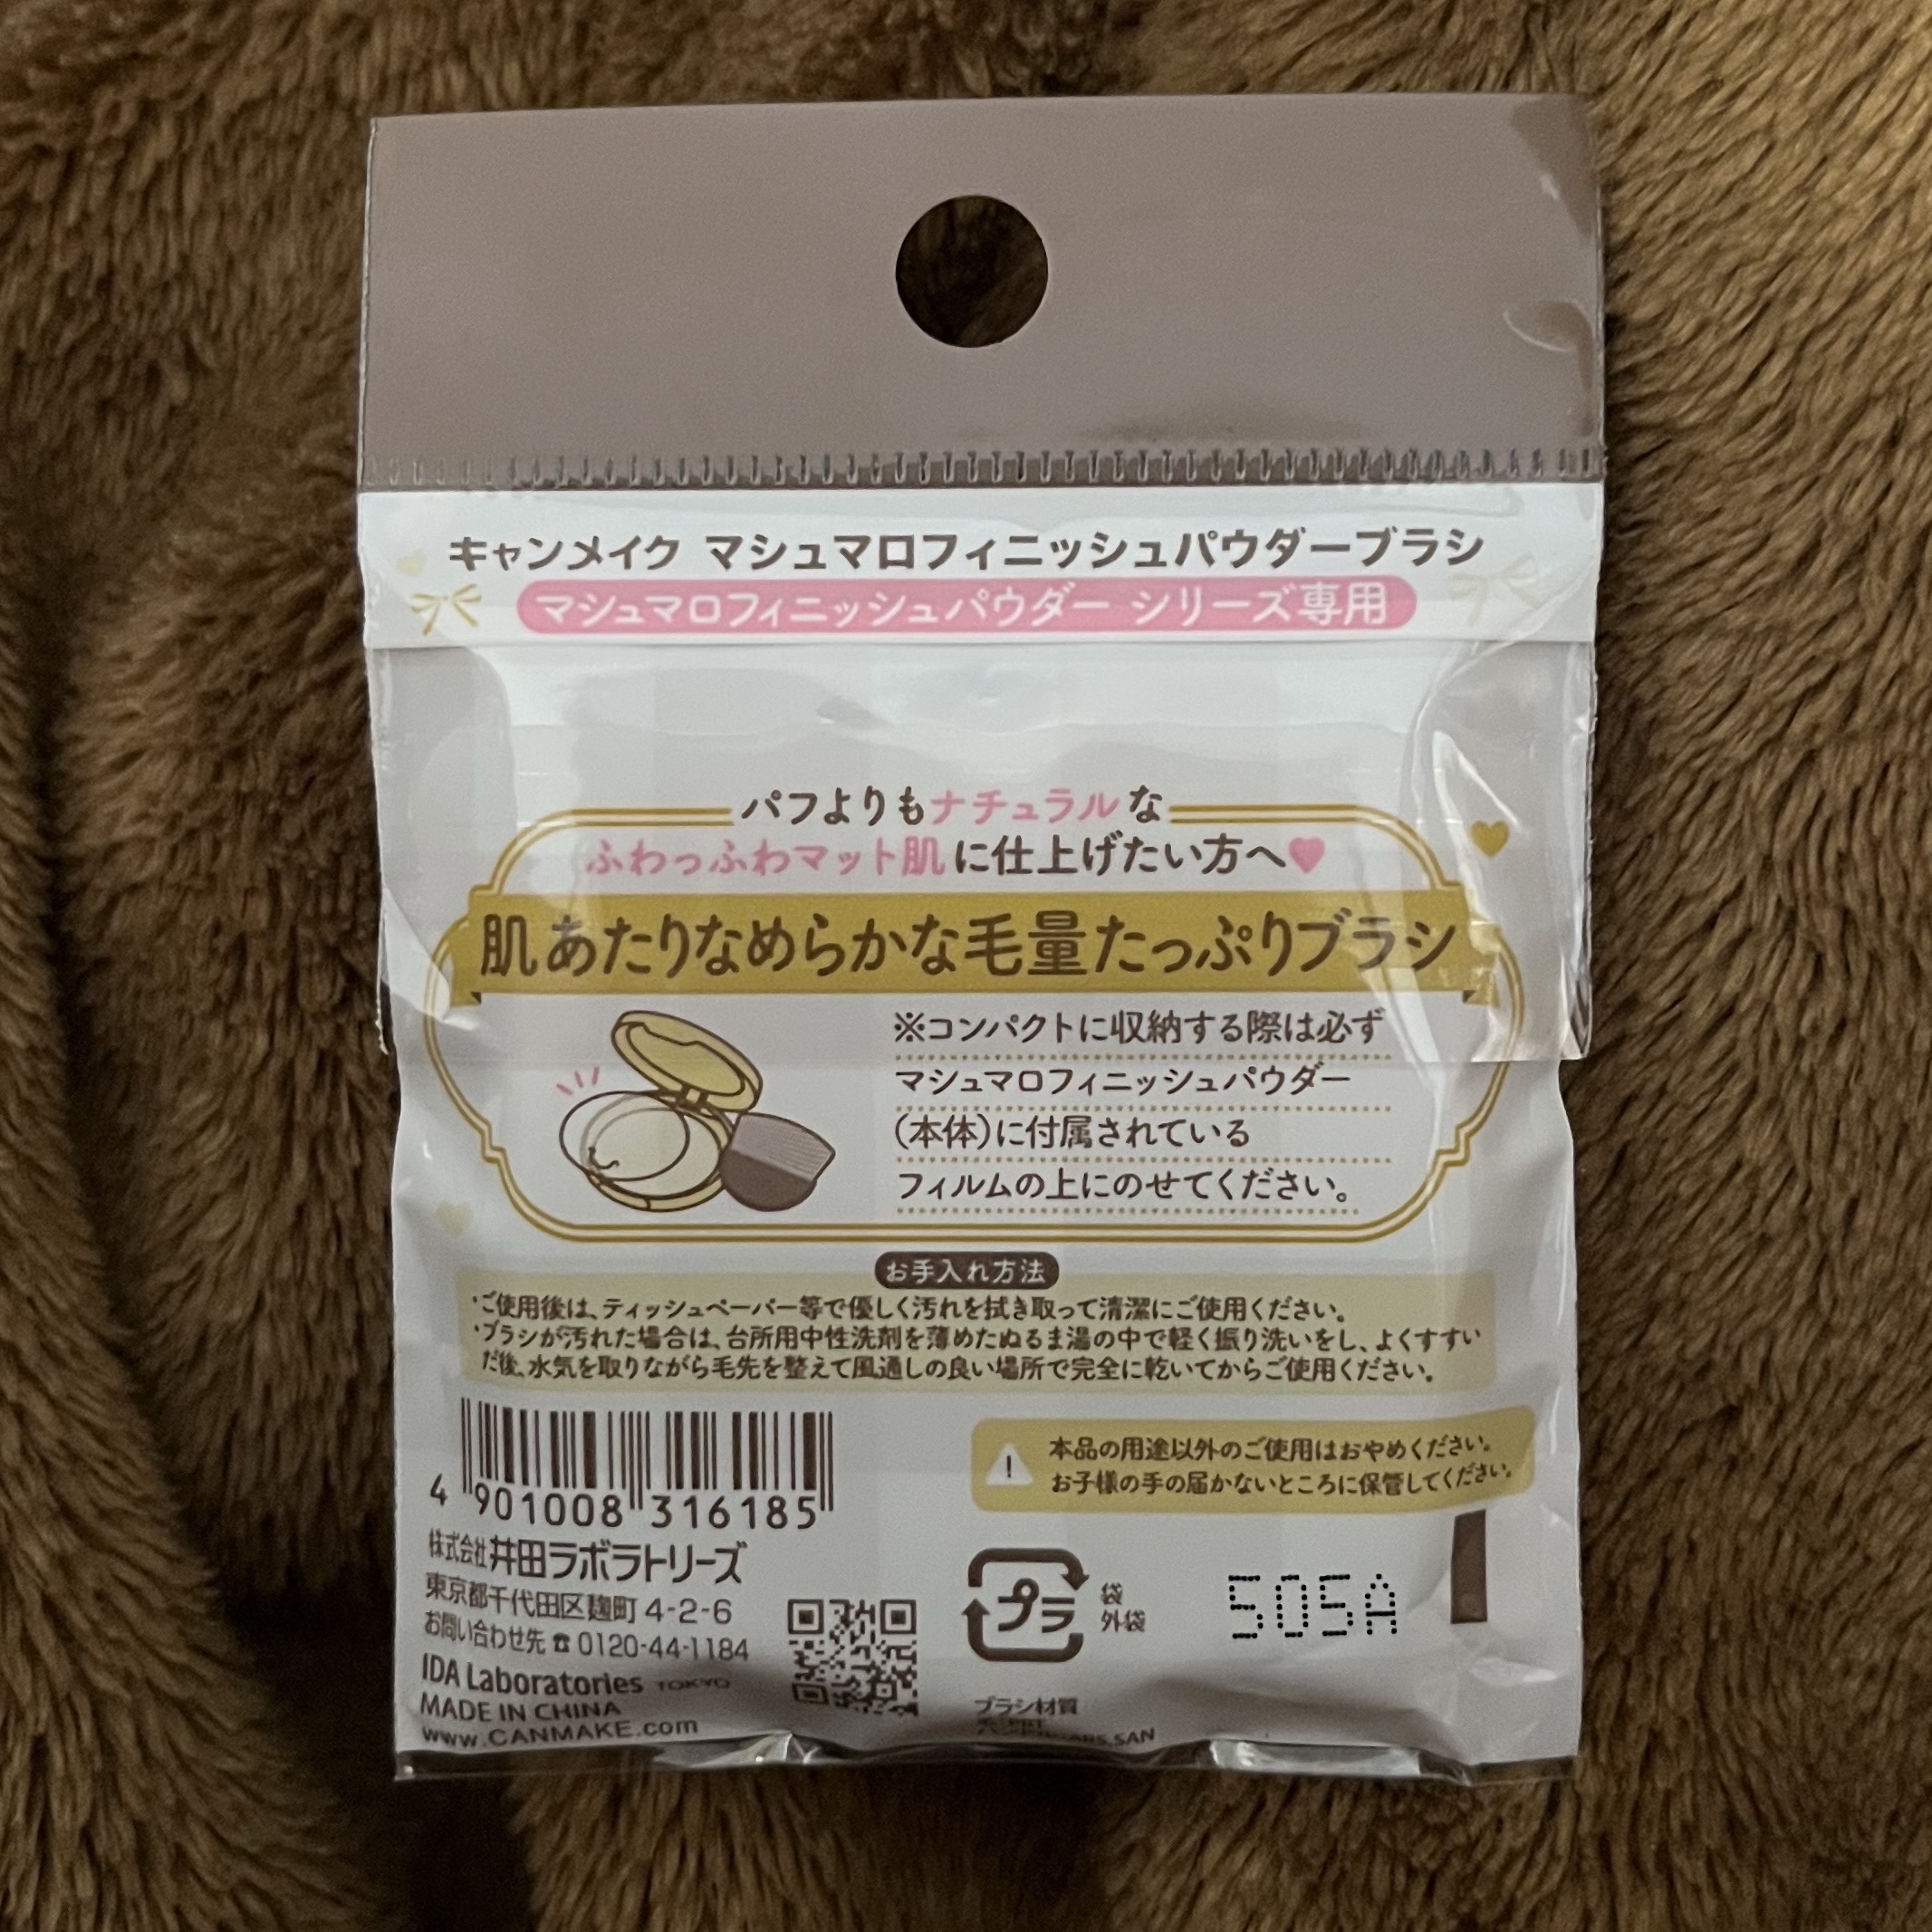 キャンメイク マシュマロフィニッシュパウダーブラシ
マシュマロフィニッシュパウダー シリーズ専用
パフよりもナチュラルな
ふわっふわマット肌に仕上げたい方へ♥
肌あたりなめらかな毛量たっぷりブラシ
※コンパクトに収納する際は必ず
マシュマロフィニッシュパウダー
(本体)に付属されている
フィルムの上にのせてください。
お手入れ方法
・ご使用後は、ティッシュペーパー等で優しく汚れを拭き取って清潔にご使用ください。
・ブラシが汚れた場合は、台所用中性洗剤を薄めたぬるま湯の中で軽く振り洗いをし、よくすすい
だ後、水気を取りながら毛先を整えて風通しの良い場所で完全に乾いてからご使用ください。
本品の用途以外のご使用はおやめください。
お子様の手の届かないところに保管してください。
4 901008 316185
株式会社井田ラボラトリーズ
東京都千代田区麹町 4-2-6
お問い合わせ先 ☎ 0120-44-1184
IDA Laboratories TOKYO
MADE IN CHINA
www.CANMAKE.com
プラ
袋
外袋
505A
ブラシ材質